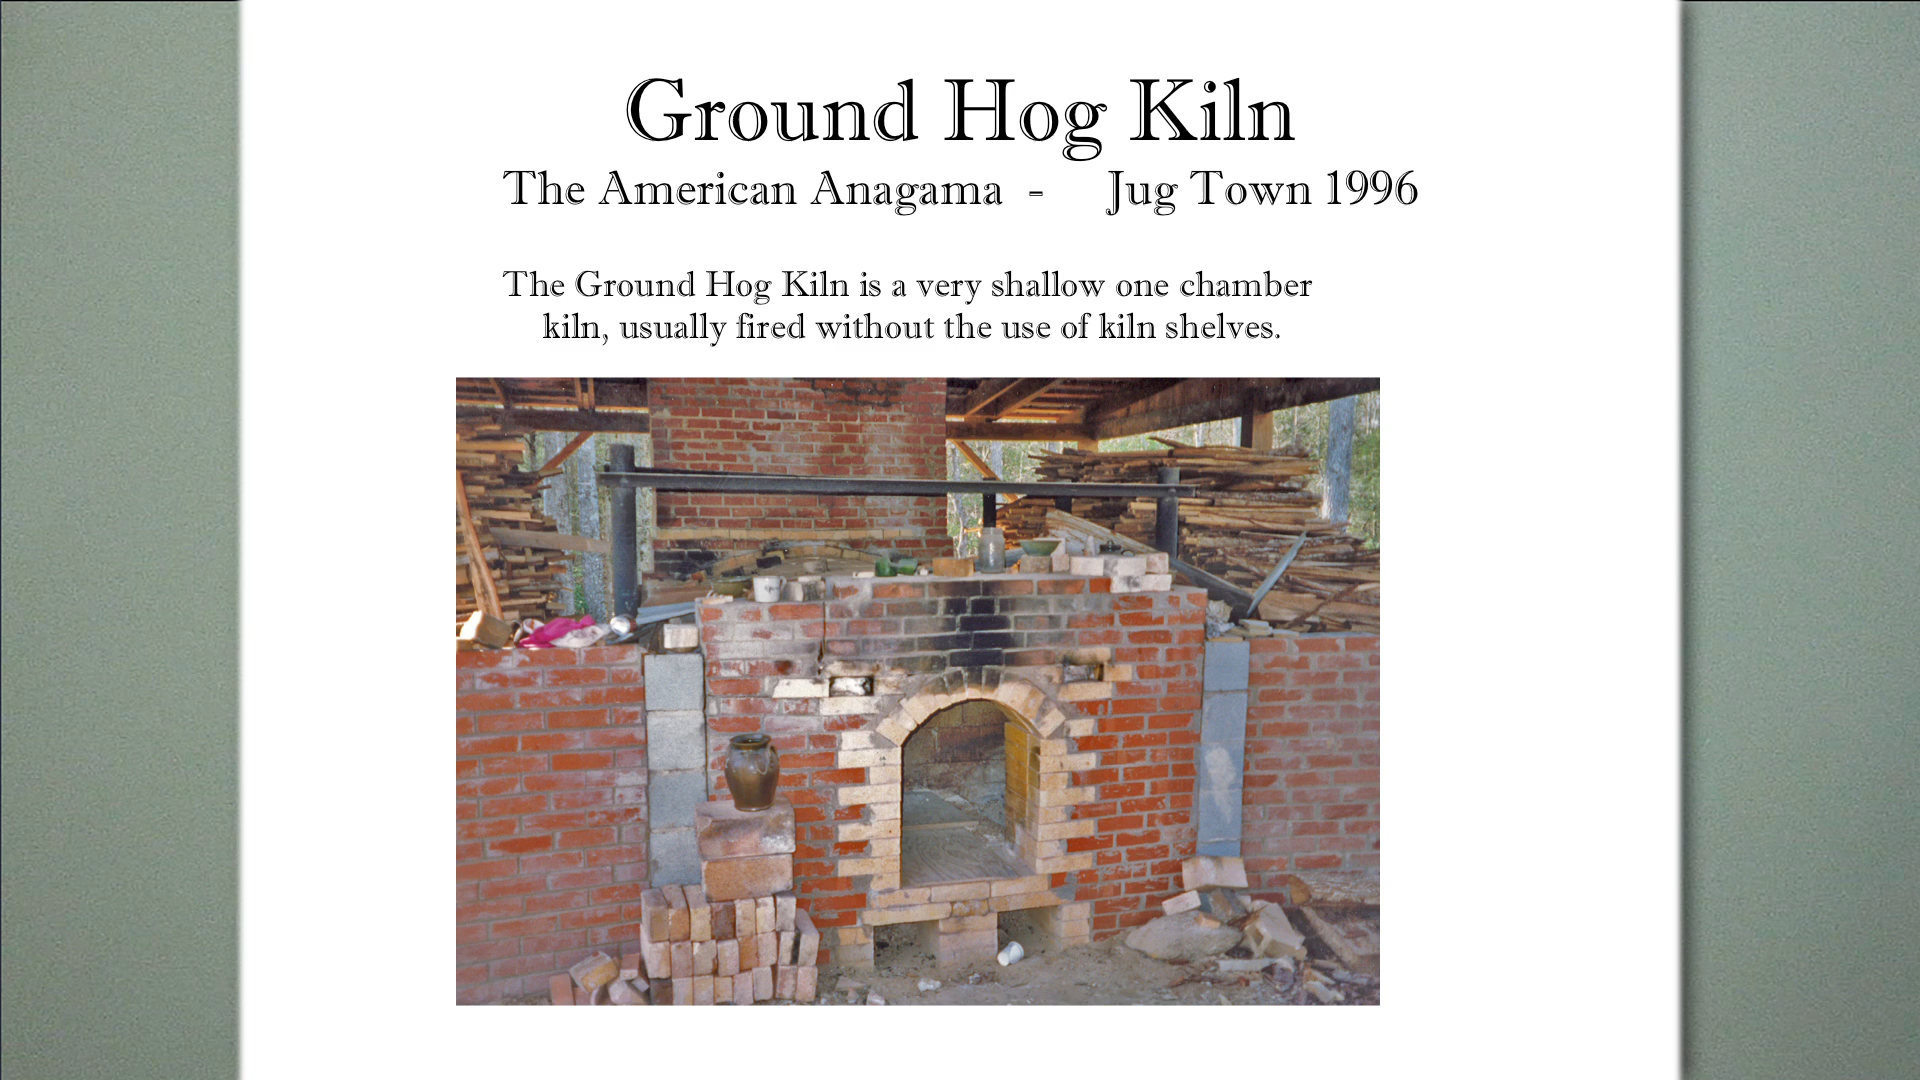 Ground Hog Kiln
The American Anagama - Jug Town 1996
The Ground Hog Kiln is a very shallow one chamber
kiln, usually fired without the use of kiln shelves.